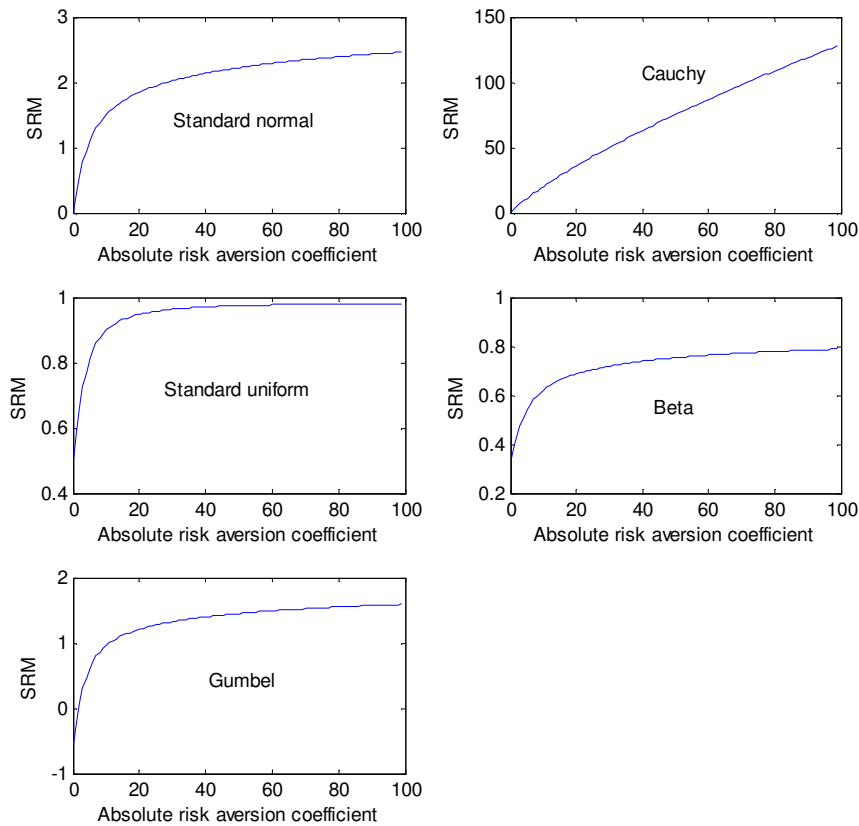 3
2
1
0
SRM
Standard normal
0 20 40 60 80 100
Absolute risk aversion coefficient
150
100
50
0
SRM
Cauchy
0 20 40 60 80 100
Absolute risk aversion coefficient
1
0.8
0.6
0.4
SRM
Standard uniform
0 20 40 60 80 100
Absolute risk aversion coefficient
1
0.8
0.6
0.4
0.2
SRM
Beta
0 20 40 60 80 100
Absolute risk aversion coefficient
2
1
0
-1
SRM
Gumbel
0 20 40 60 80 100
Absolute risk aversion coefficient